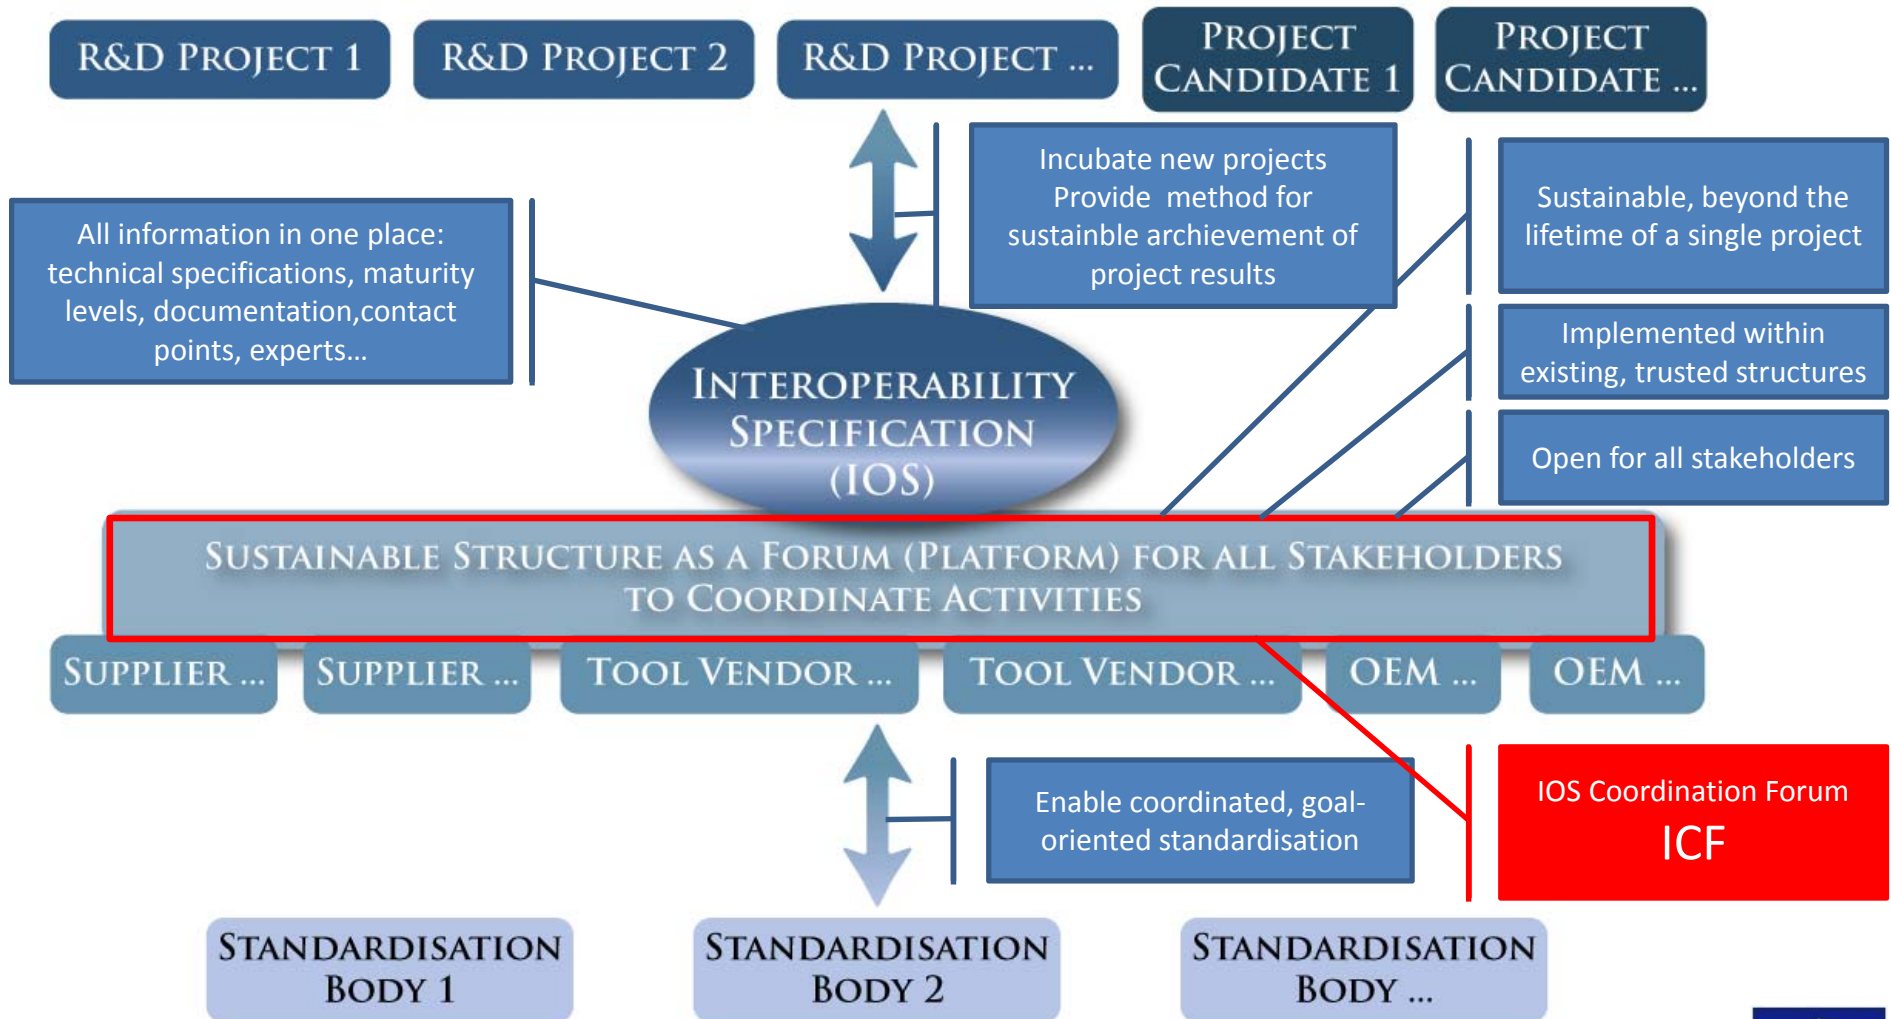 R&D PROJECT 1
R&D PROJECT 2
R&D PROJECT ...
PROJECT
CANDIDATE 1
PROJECT
CANDIDATE ...
Incubate new projects
Provide method for
sustainble archievement of
project results
Sustainable, beyond the
lifetime of a single project
All information in one place:
technical specifications, maturity
levels, documentation,contact
points, experts...
Implemented within
existing, trusted structures
INTEROPERABILITY
SPECIFICATION
(IOS)
Open for all stakeholders
SUSTAINABLE STRUCTURE AS A FORUM (PLATFORM) FOR ALL STAKEHOLDERS
TO COORDINATE ACTIVITIES
SUPPLIER ...
SUPPLIER ...
TOOL VENDOR ...
TOOL VENDOR ...
OEM ...
OEM ...
Enable coordinated, goal-
oriented standardisation
IOS Coordination Forum
ICF
STANDARDISATION
BODY 1
STANDARDISATION
BODY 2
STANDARDISATION
BODY ...